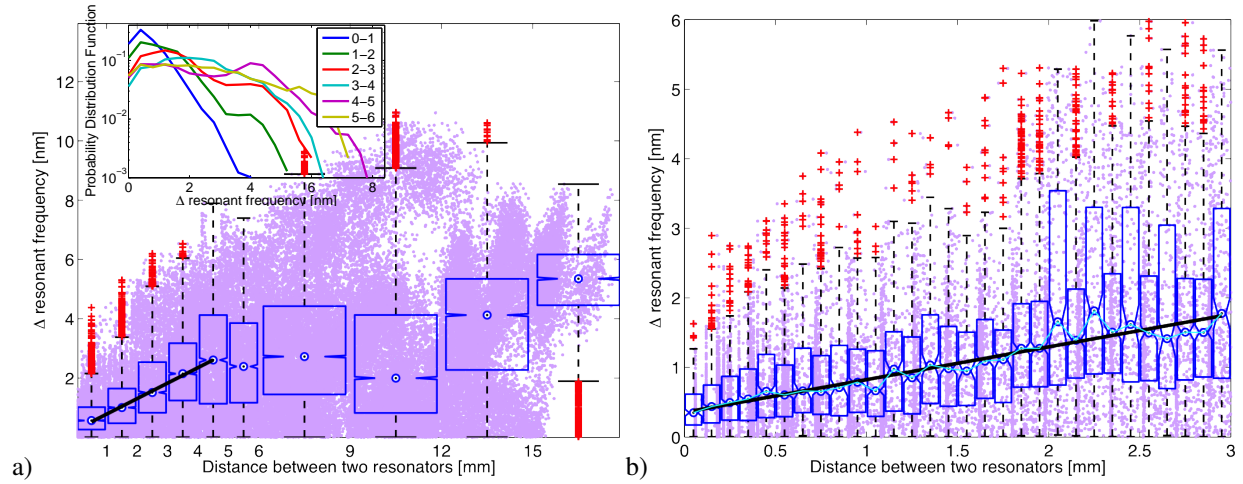 Probability Distribution Function
10⁻¹
10⁻²
10⁻³
0 2 4 6 8
Δ resonant frequency [nm]
0−1
1−2
2−3
3−4
4−5
5−6
Δ resonant frequency [nm]
12
10
8
6
4
2
1 2 3 4 5 6 9 12 15
Distance between two resonators [mm]
a)
Δ resonant frequency [nm]
6
5
4
3
2
1
0
0 0.5 1 1.5 2 2.5 3
Distance between two resonators [mm]
b)